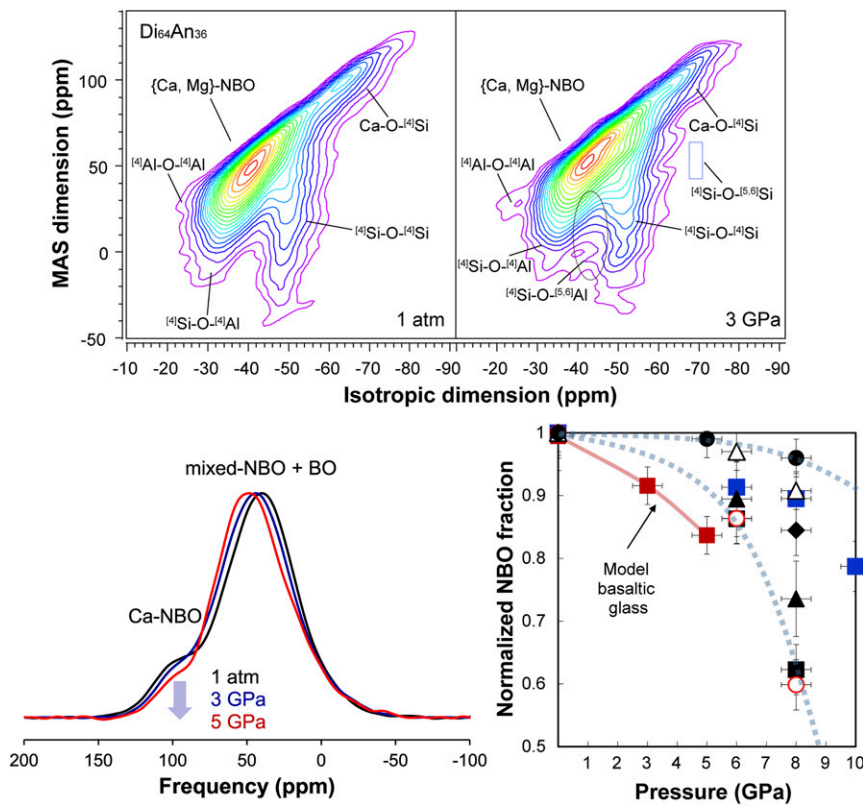 Di₆₄An₃₆
{Ca, Mg}-NBO
Ca-O-[4]Si
[4]Al-O-[4]Al
[4]Si-O-[4]Si
[4]Si-O-[4]Al
1 atm
{Ca, Mg}-NBO
Ca-O-[4]Si
[4]Al-O-[4]Al
[4]Si-O-[5,6]Si
[4]Si-O-[4]Si
[4]Si-O-[4]Al
[4]Si-O-[5,6]Al
3 GPa
MAS dimension (ppm)
100
50
0
-50
-10 -20 -30 -40 -50 -60 -70 -80 -90 -20 -30 -40 -50 -60 -70 -80 -90
Isotropic dimension (ppm)
mixed-NBO + BO
Ca-NBO
1 atm
3 GPa
5 GPa
200 100 0 -100
Frequency (ppm)
Normalized NBO fraction
1
0.9
0.8
0.7
0.6
0.5
Model
basaltic
glass
0 1 2 3 4 5 6 7 8 9 10
Pressure (GPa)